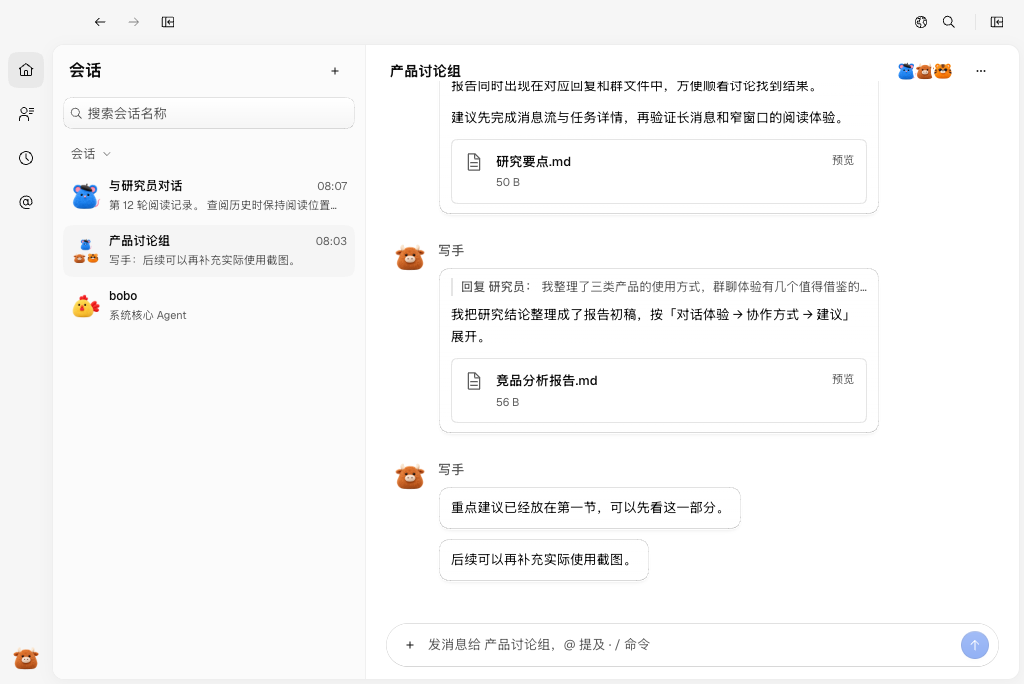 会话
搜索会话名称
会话
与研究员对话
08:07
第 12 轮阅读记录。 查阅历史时保持阅读位置...
产品讨论组
08:03
写手：后续可以再补充实际使用截图。
bobo
系统核心 Agent
产品讨论组
报告同时出现在对应回复和群文件中，方便顺着讨论找到结果。
建议先完成消息流与任务详情，再验证长消息和窄窗口的阅读体验。
研究要点.md
预览
50 B
写手
回复 研究员： 我整理了三类产品的使用方式，群聊体验有几个值得借鉴的...
我把研究结论整理成了报告初稿，按「对话体验 → 协作方式 → 建议」
展开。
竞品分析报告.md
预览
56 B
写手
重点建议已经放在第一节，可以先看这一部分。
后续可以再补充实际使用截图。
发消息给 产品讨论组，@ 提及 · / 命令